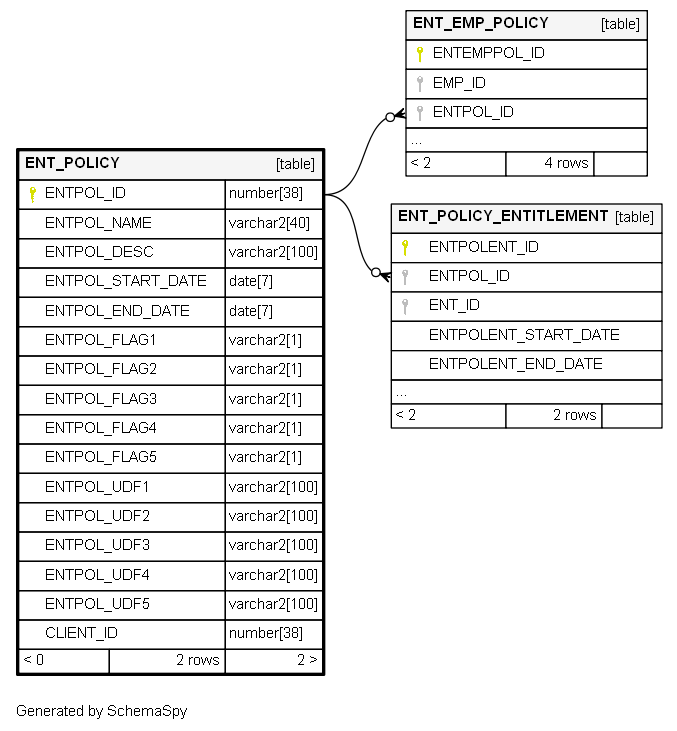 ENT_EMP_POLICY [table]
ENTEMPPOL_ID
EMP_ID
ENTPOL_ID
...
< 2 4 rows
ENT_POLICY [table]
ENTPOL_ID number[38]
ENTPOL_NAME varchar2[40]
ENTPOL_DESC varchar2[100]
ENTPOL_START_DATE date[7]
ENTPOL_END_DATE date[7]
ENTPOL_FLAG1 varchar2[1]
ENTPOL_FLAG2 varchar2[1]
ENTPOL_FLAG3 varchar2[1]
ENTPOL_FLAG4 varchar2[1]
ENTPOL_FLAG5 varchar2[1]
ENTPOL_UDF1 varchar2[100]
ENTPOL_UDF2 varchar2[100]
ENTPOL_UDF3 varchar2[100]
ENTPOL_UDF4 varchar2[100]
ENTPOL_UDF5 varchar2[100]
CLIENT_ID number[38]
< 0 2 rows 2 >
ENT_POLICY_ENTITLEMENT [table]
ENTPOLENT_ID
ENTPOL_ID
ENT_ID
ENTPOLENT_START_DATE
ENTPOLENT_END_DATE
...
< 2 2 rows
Generated by SchemaSpy